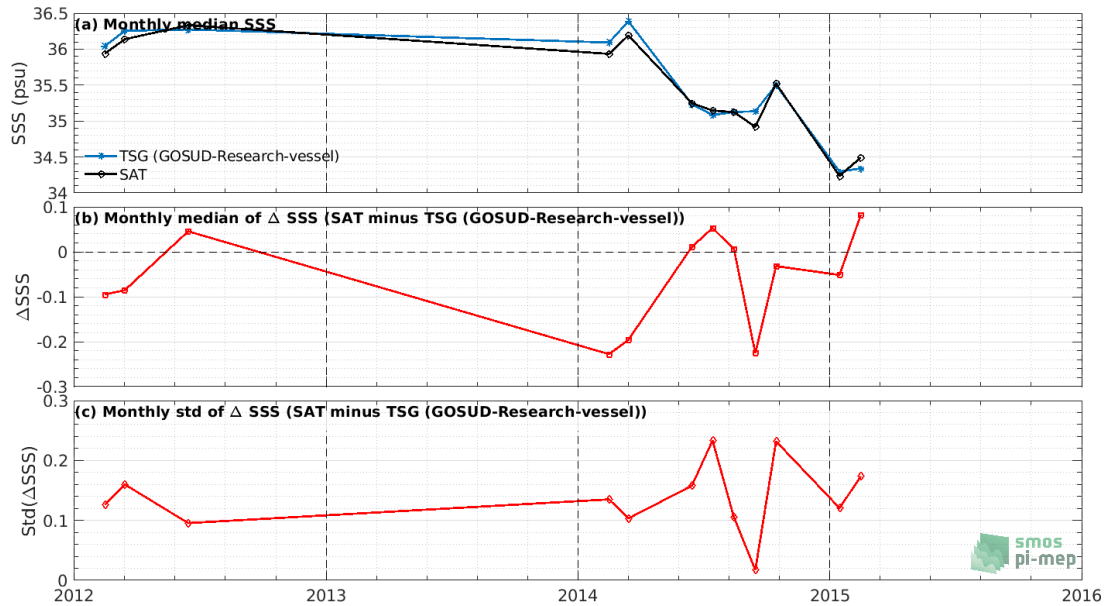 (a) Monthly median SSS
36.5
36
35.5
35
34.5
34
SSS (psu)
TSG (GOSUD-Research-vessel)
SAT
(b) Monthly median of Δ SSS (SAT minus TSG (GOSUD-Research-vessel))
0.1
0
-0.1
-0.2
-0.3
ΔSSS
(c) Monthly std of Δ SSS (SAT minus TSG (GOSUD-Research-vessel))
0.3
0.2
0.1
0
Std(ΔSSS)
smos
pi-mep
2012 2013 2014 2015 2016